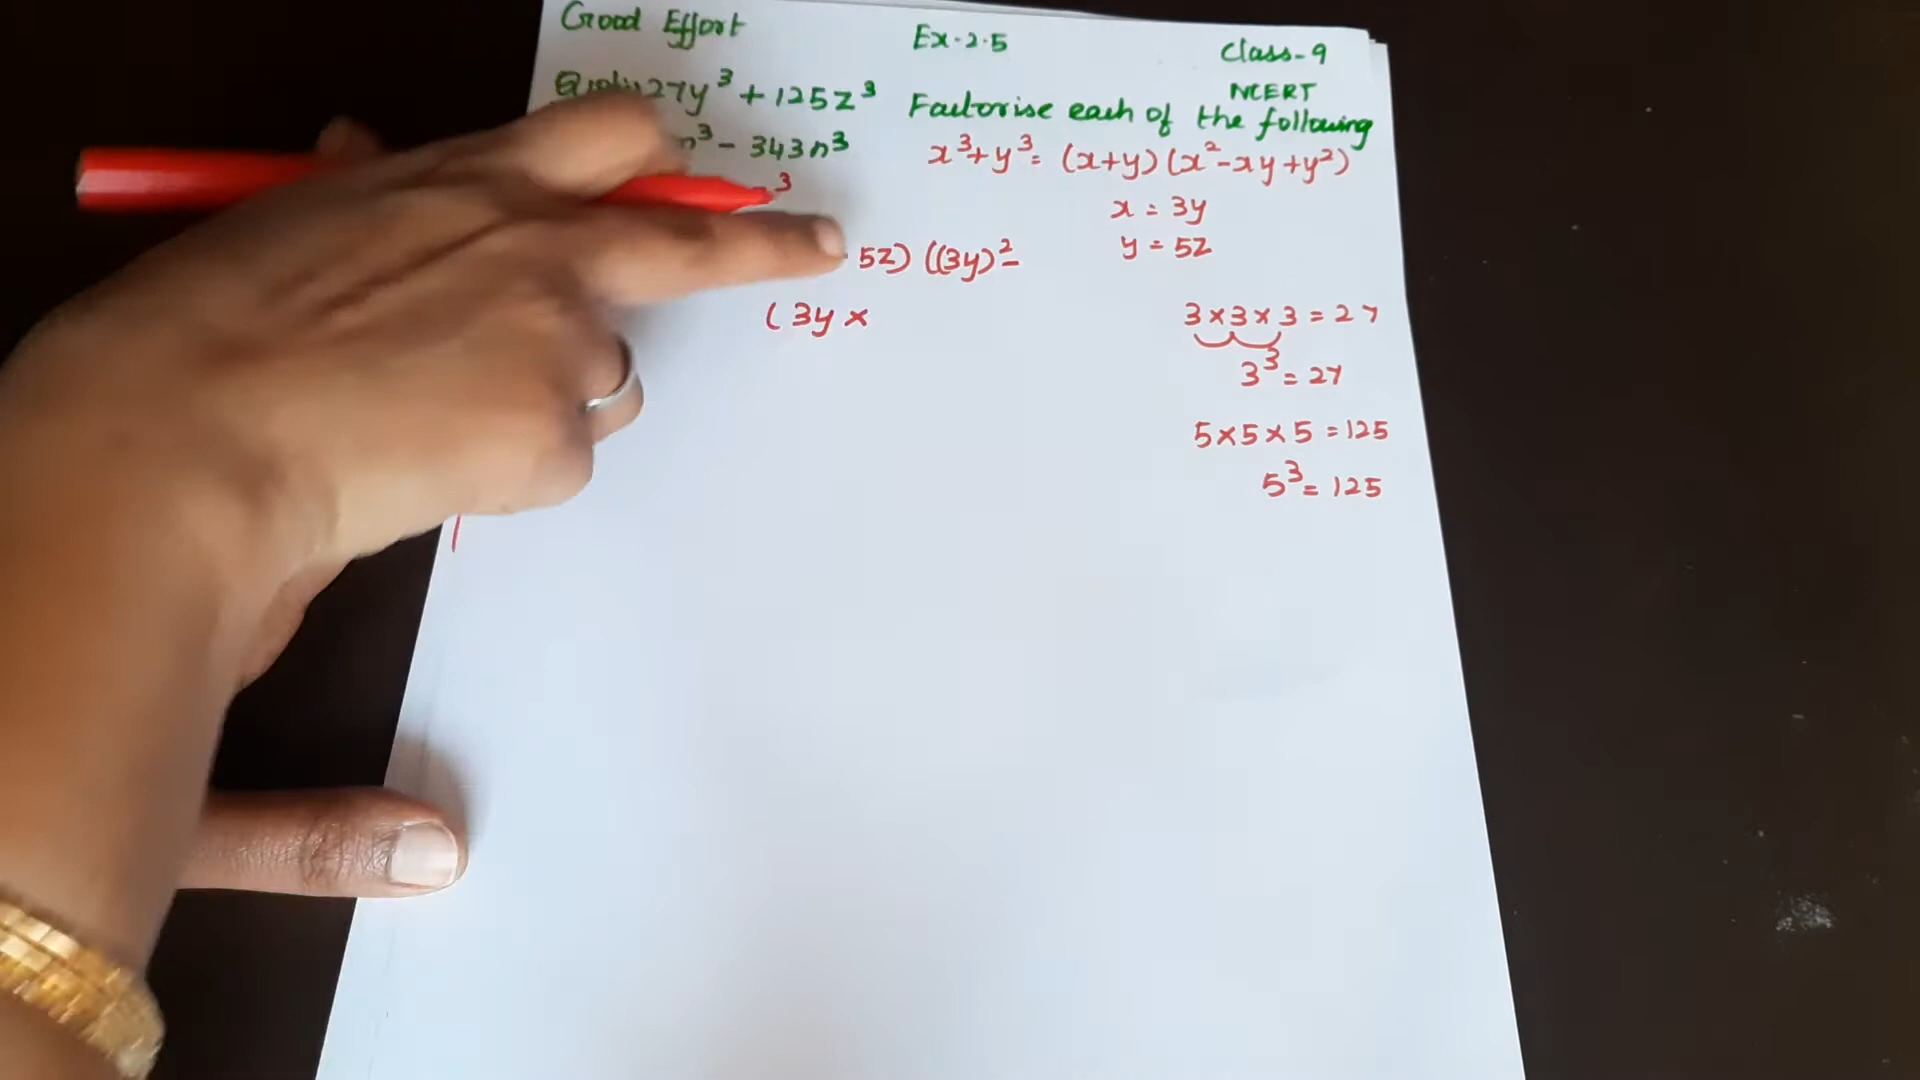 Good Effort
Ex-2.5
Class-9
NCERT
27y³ + 125z³
Factorise each of the following
n³ - 343n³
x³+y³= (x+y) (x²-xy+y²)
3
x = 3y
y = 5z
5z) ((3y)²-
(3y ×
3×3×3 = 27
3³ = 27
5×5×5 = 125
5³ = 125